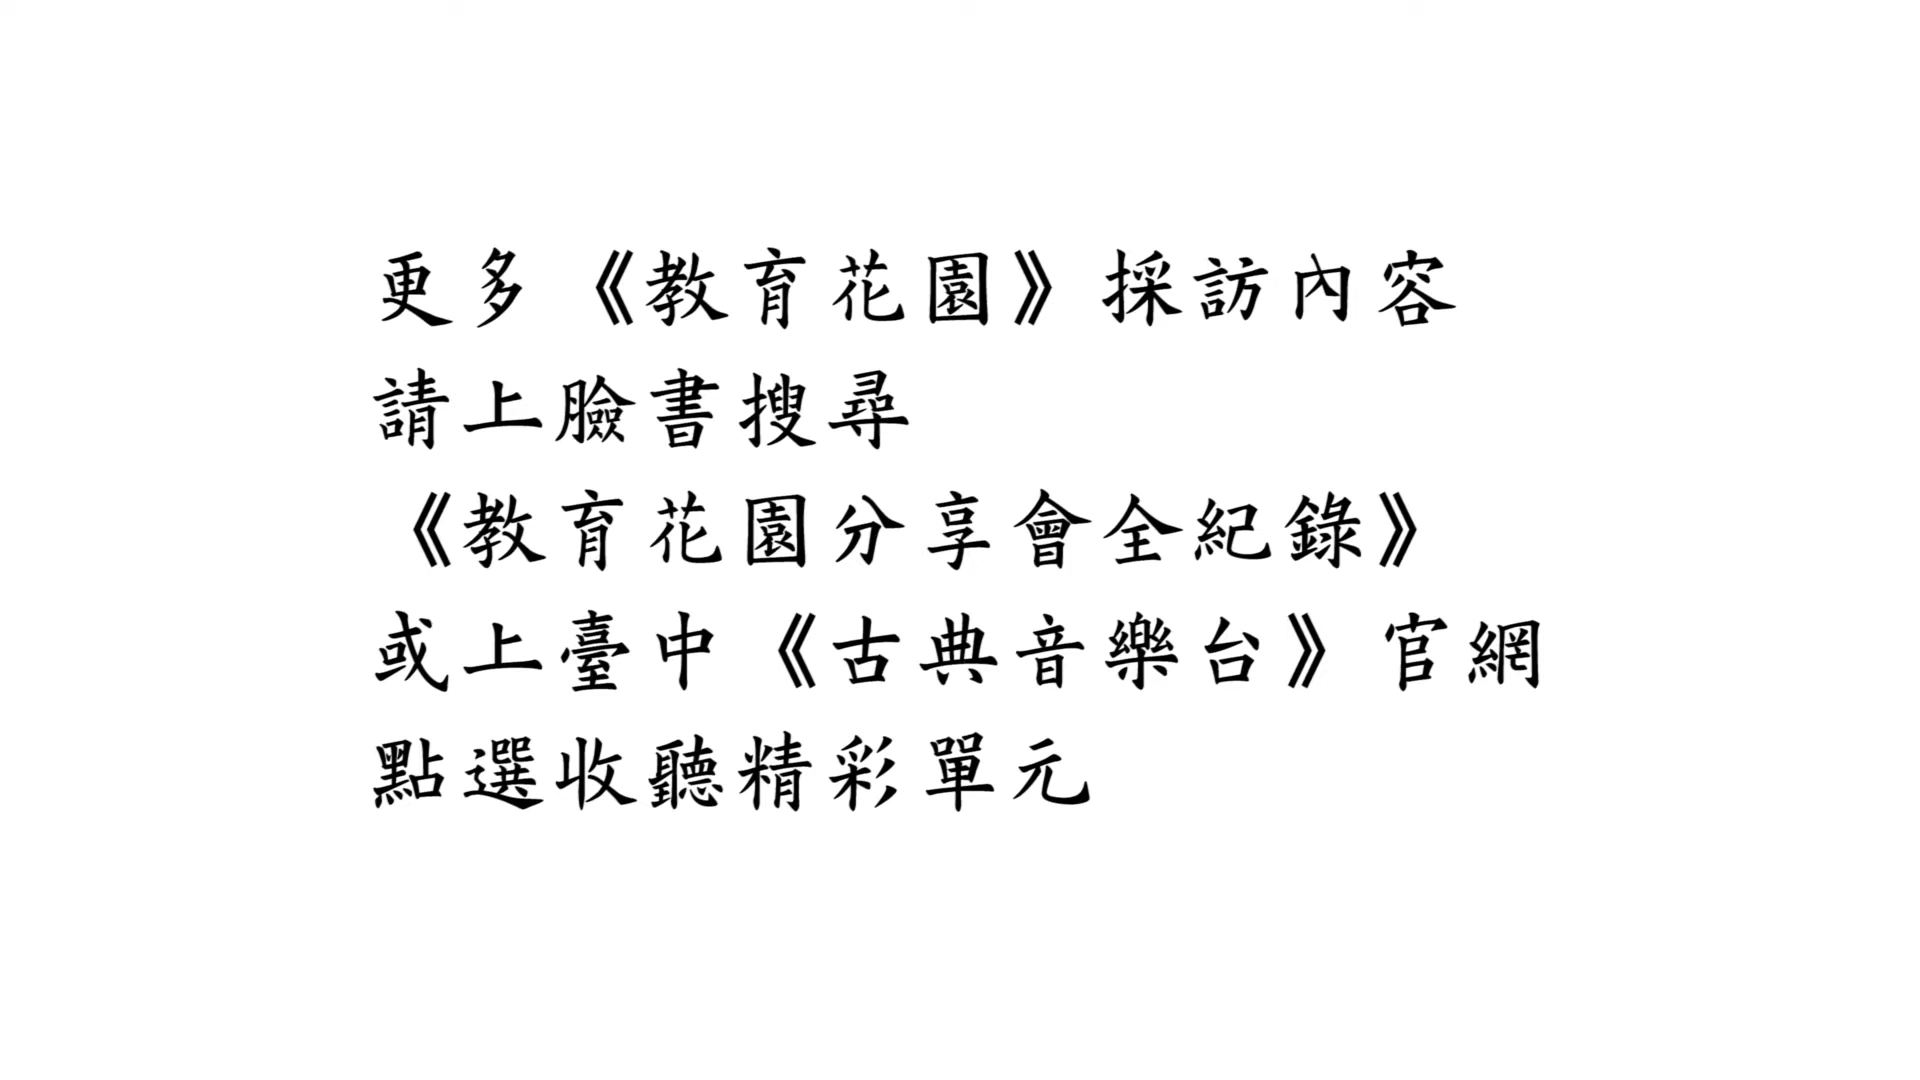 更多《教育花園》採訪內容
請上臉書搜尋
《教育花園分享會全紀錄》
或上臺中《古典音樂台》官網
點選收聽精彩單元